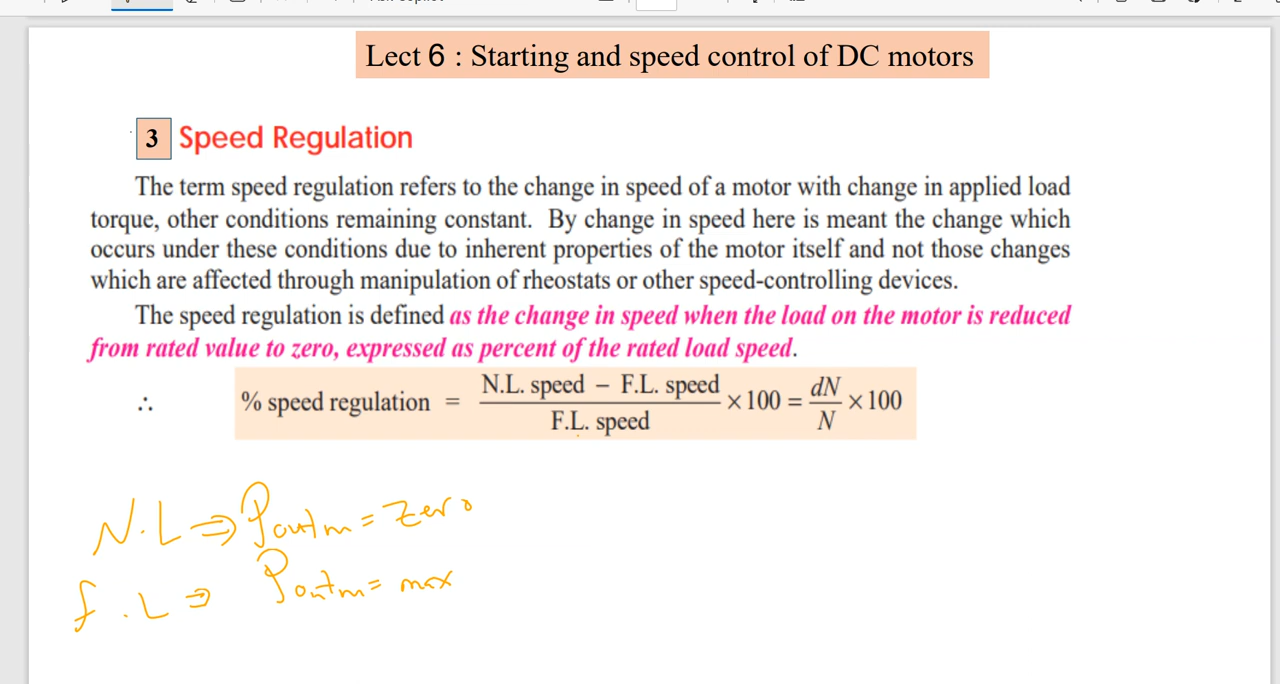 Lect 6 : Starting and speed control of DC motors
3 Speed Regulation
The term speed regulation refers to the change in speed of a motor with change in applied load
torque, other conditions remaining constant. By change in speed here is meant the change which
occurs under these conditions due to inherent properties of the motor itself and not those changes
which are affected through manipulation of rheostats or other speed-controlling devices.
The speed regulation is defined as the change in speed when the load on the motor is reduced
from rated value to zero, expressed as percent of the rated load speed.
∴ % speed regulation = (N.L. speed − F.L. speed) / F.L. speed × 100 = dN / N × 100
N.L ⇒ Poutm = Zero
f.L ⇒ Poutm = max